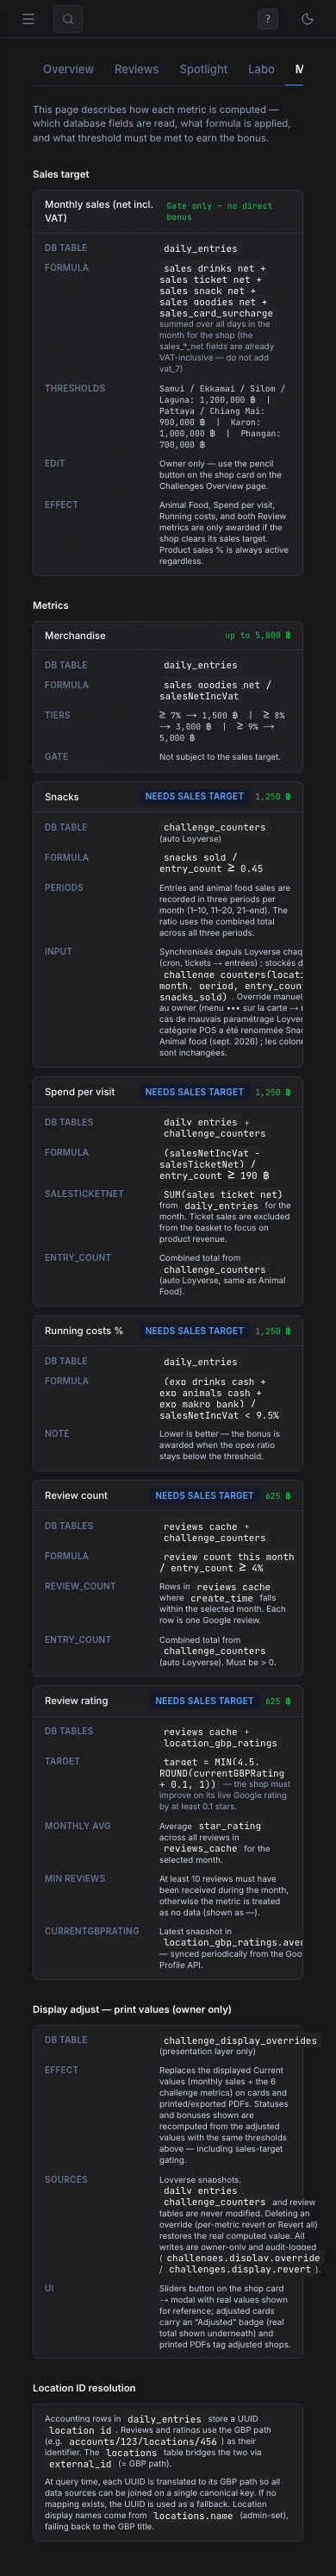 ?
Overview Reviews Spotlight Labo M
This page describes how each metric is computed —
which database fields are read, what formula is applied,
and what threshold must be met to earn the bonus.
Sales target
Monthly sales (net incl.
VAT)
Gate only — no direct
bonus
DB TABLE
daily_entries
FORMULA
sales_drinks_net +
sales_ticket_net +
sales_snack_net +
sales_goodies_net +
sales_card_surcharge
summed over all days in the
month for the shop (the
sales_*_net fields are already
VAT-inclusive — do not add
vat_7)
THRESHOLDS
Samui / Ekkamai / Silom /
Laguna: 1,200,000 ฿ |
Pattaya / Chiang Mai:
900,000 ฿ | Karon:
1,000,000 ฿ | Phangan:
700,000 ฿
EDIT
Owner only — use the pencil
button on the shop card on the
Challenges Overview page.
EFFECT
Animal Food, Spend per visit,
Running costs, and both Review
metrics are only awarded if the
shop clears its sales target.
Product sales % is always active
regardless.
Metrics
Merchandise
up to 5,000 ฿
DB TABLE
daily_entries
FORMULA
sales_goodies_net /
salesNetIncVat
TIERS
≥ 7% → 1,500 ฿ | ≥ 8%
→ 3,000 ฿ | ≥ 9% →
5,000 ฿
GATE
Not subject to the sales target.
Snacks NEEDS SALES TARGET 1,250 ฿
DB TABLE
challenge_counters
(auto Loyverse)
FORMULA
snacks_sold /
entry_count ≥ 0.45
PERIODS
Entries and animal food sales are
recorded in three periods per
month (1–10, 11–20, 21–end). The
ratio uses the combined total
across all three periods.
INPUT
Synchronisés depuis Loyverse chaq
(cron, tickets → entrées) ; stockés d
challenge_counters(locati
month, period, entry_coun
snacks_sold) . Override manuel
au owner (menu ••• sur la carte →
cas de mauvais paramétrage Loyver
catégorie POS a été renommée Snac
Animal food (sept. 2026) ; les colon
sont inchangées.
Spend per visit NEEDS SALES TARGET 1,250 ฿
DB TABLES
daily_entries +
challenge_counters
FORMULA
(salesNetIncVat -
salesTicketNet) /
entry_count ≥ 190 ฿
SALESTICKETNET
SUM(sales_ticket_net)
from daily_entries for the
month. Ticket sales are excluded
from the basket to focus on
product revenue.
ENTRY_COUNT
Combined total from
challenge_counters
(auto Loyverse, same as Animal
Food).
Running costs % NEEDS SALES TARGET 1,250 ฿
DB TABLE
daily_entries
FORMULA
(exp_drinks_cash +
exp_animals_cash +
exp_makro_bank) /
salesNetIncVat < 9.5%
NOTE
Lower is better — the bonus is
awarded when the opex ratio
stays below the threshold.
Review count NEEDS SALES TARGET 625 ฿
DB TABLES
reviews_cache +
challenge_counters
FORMULA
review count this month
/ entry_count ≥ 4%
REVIEW_COUNT
Rows in reviews_cache
where create_time falls
within the selected month. Each
row is one Google review.
ENTRY_COUNT
Combined total from
challenge_counters
(auto Loyverse). Must be > 0.
Review rating NEEDS SALES TARGET 625 ฿
DB TABLES
reviews_cache +
location_gbp_ratings
TARGET
target = MIN(4.5,
ROUND(currentGBPRating
+ 0.1, 1)) — the shop must
improve on its live Google rating
by at least 0.1 stars.
MONTHLY AVG
Average star_rating
across all reviews in
reviews_cache for the
selected month.
MIN REVIEWS
At least 10 reviews must have
been received during the month,
otherwise the metric is treated
as no data (shown as —).
CURRENTGBPRATING
Latest snapshot in
location_gbp_ratings.aver
— synced periodically from the Goo
Profile API.
Display adjust — print values (owner only)
DB TABLE
challenge_display_overrides
(presentation layer only)
EFFECT
Replaces the displayed Current
values (monthly sales + the 6
challenge metrics) on cards and
printed/exported PDFs. Statuses
and bonuses shown are
recomputed from the adjusted
values with the same thresholds
above — including sales-target
gating.
SOURCES
Loyverse snapshots,
daily_entries ,
challenge_counters and review
tables are never modified. Deleting an
override (per-metric revert or Revert all)
restores the real computed value. All
writes are owner-only and audit-logged
( challenges.display.override
/ challenges.display.revert ).
UI
Sliders button on the shop card
→ modal with real values shown
for reference; adjusted cards
carry an “Adjusted” badge (real
total shown underneath) and
printed PDFs tag adjusted shops.
Location ID resolution
Accounting rows in daily_entries store a UUID
location_id . Reviews and ratings use the GBP path
(e.g. accounts/123/locations/456 ) as their
identifier. The locations table bridges the two via
external_id (= GBP path).
At query time, each UUID is translated to its GBP path so all
data sources can be joined on a single canonical key. If no
mapping exists, the UUID is used as a fallback. Location
display names come from locations.name (admin-set),
falling back to the GBP title.